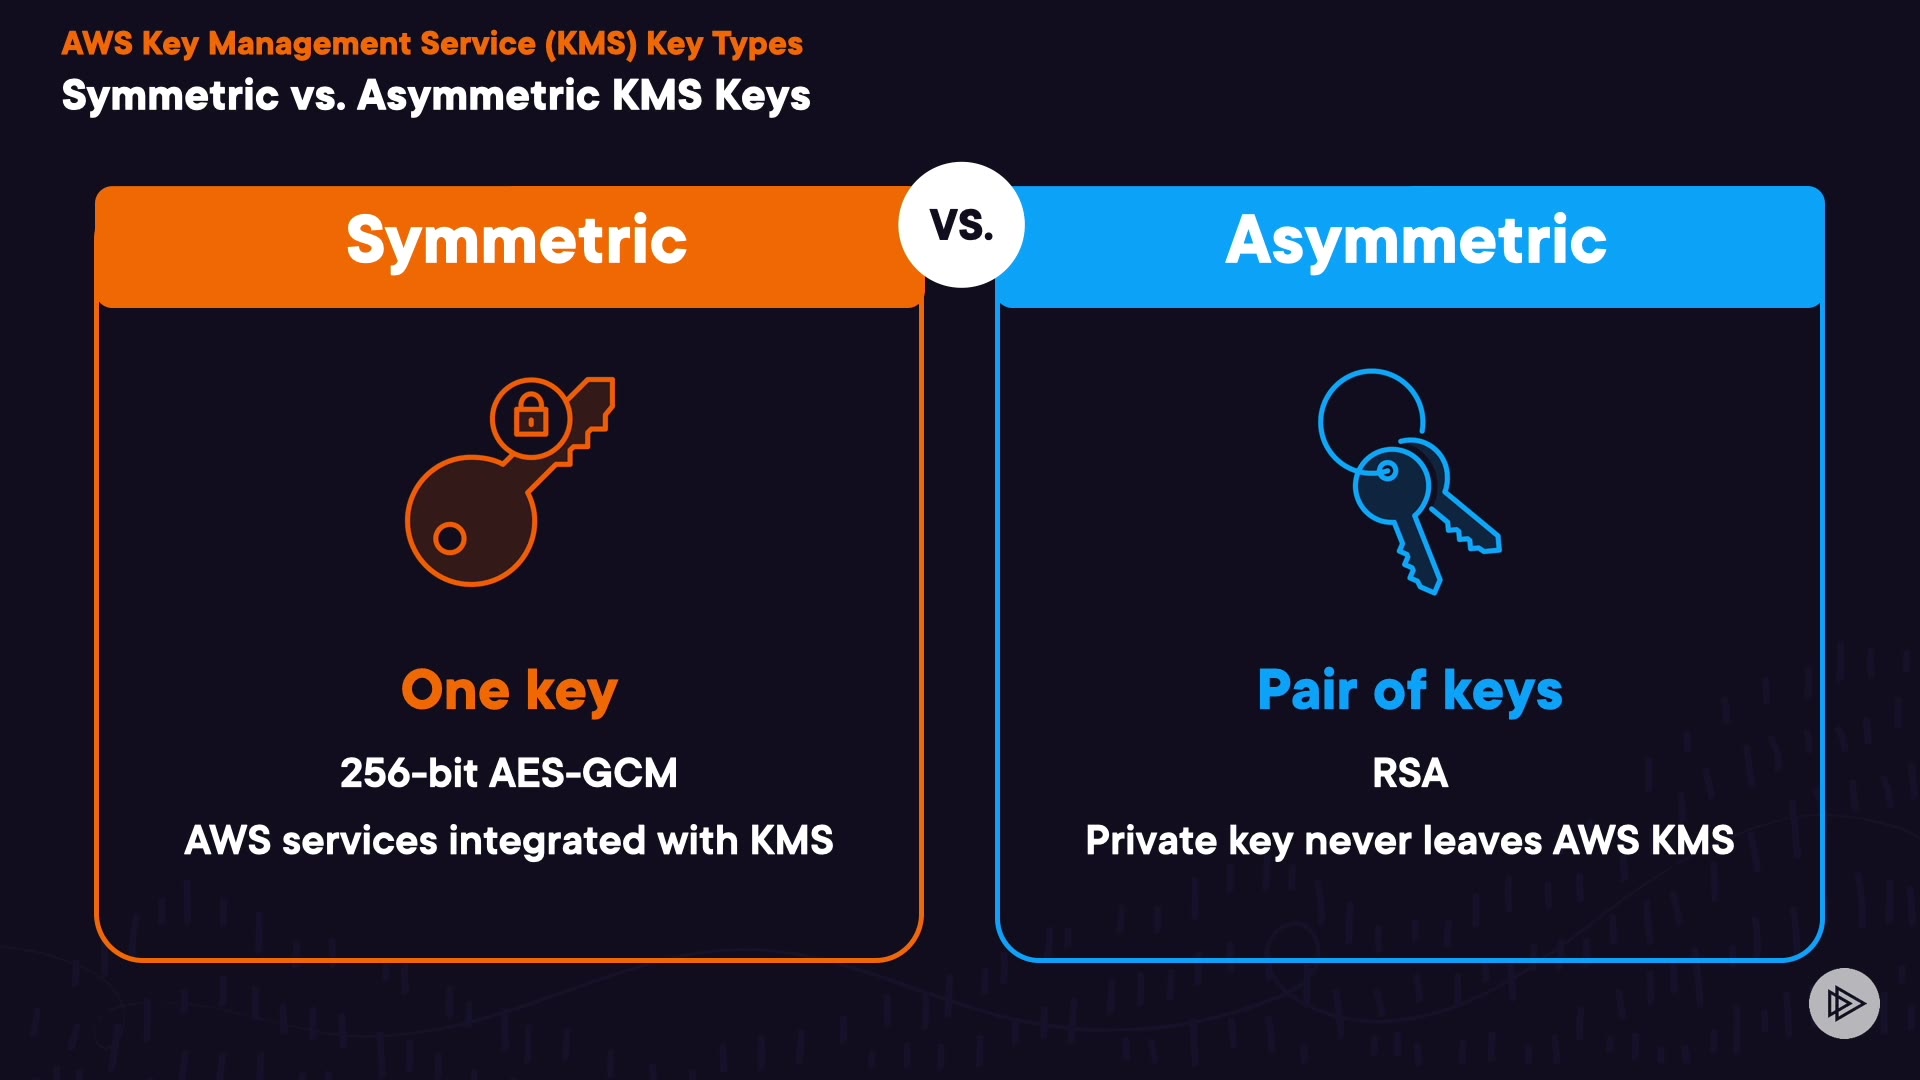 AWS Key Management Service (KMS) Key Types
Symmetric vs. Asymmetric KMS Keys
Symmetric
VS.
Asymmetric
One key
256-bit AES-GCM
AWS services integrated with KMS
Pair of keys
RSA
Private key never leaves AWS KMS